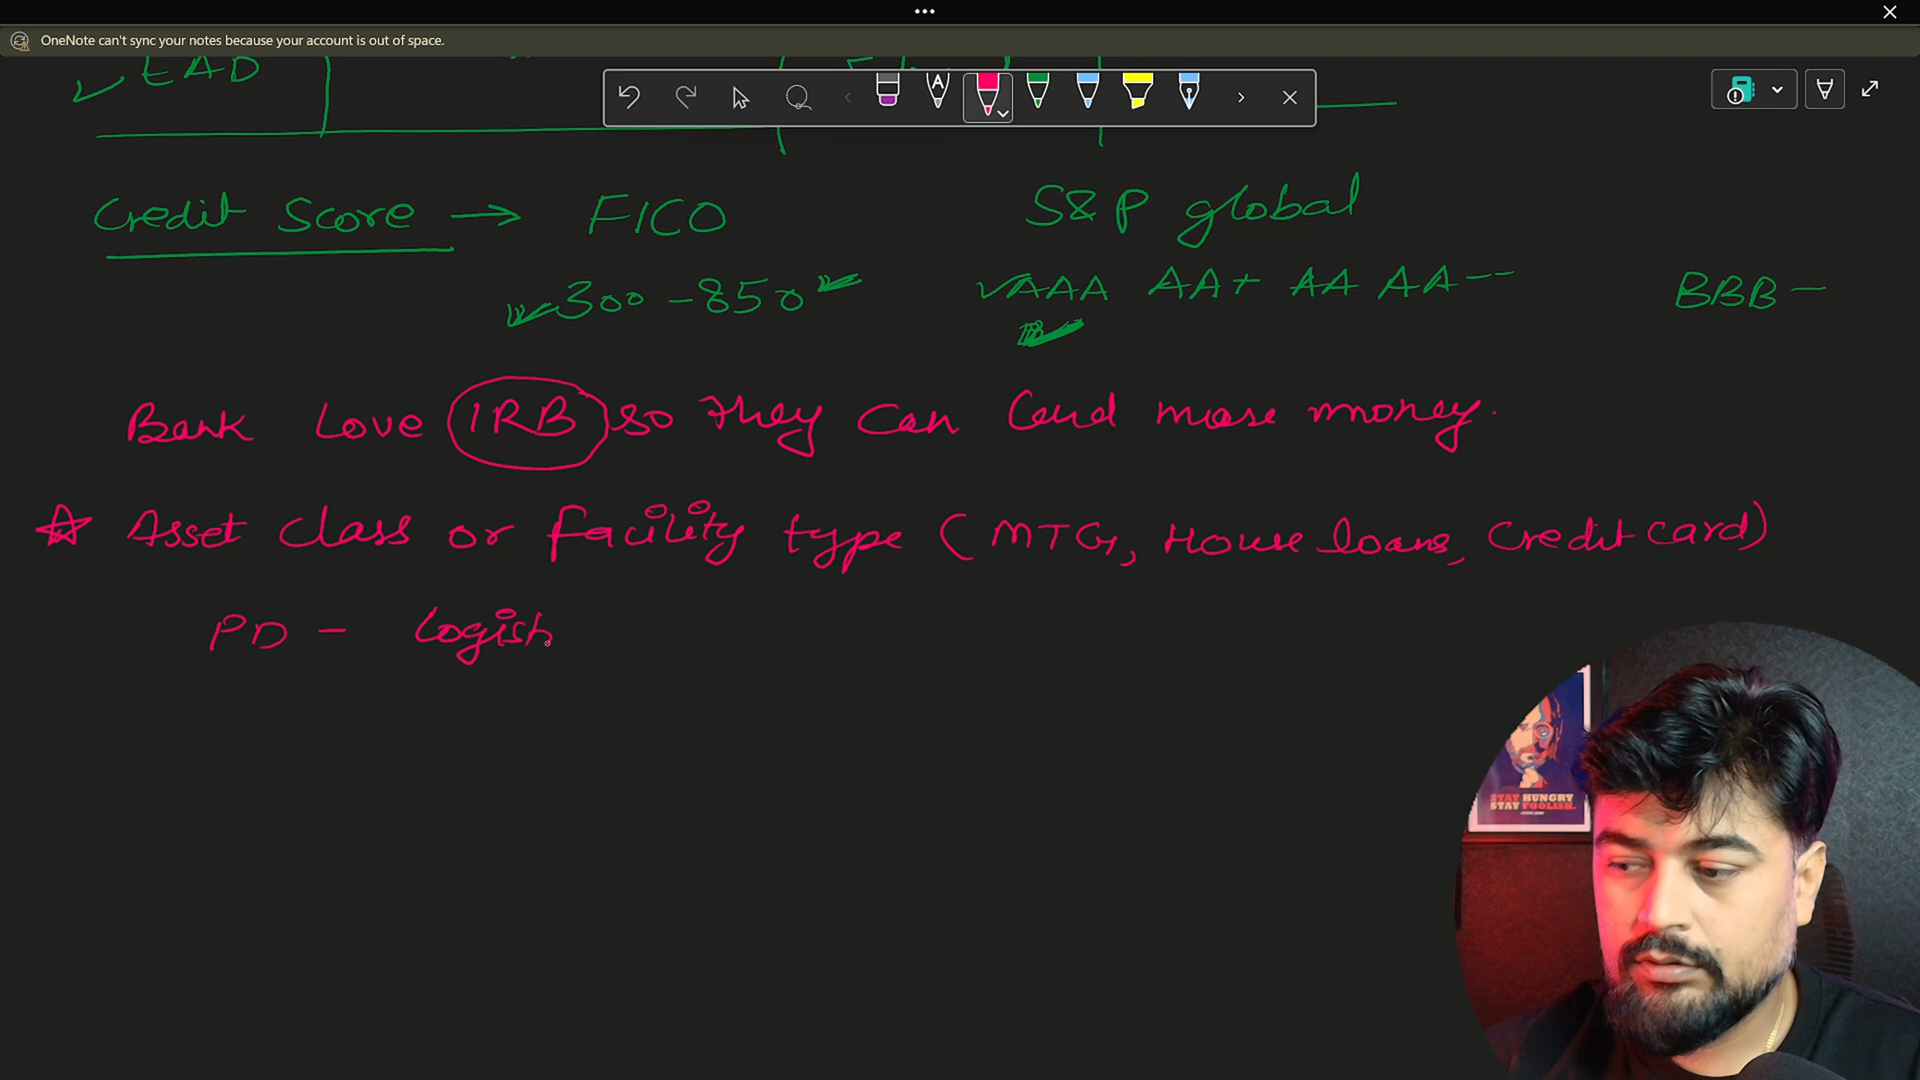 OneNote can't sync your notes because your account is out of space.
EAD
Credit Score → FICO S&P global
300 - 850 AAA AA+ AA AA-- BBB -
Bank Love IRB so they can lend more money.
☆ Asset class or facility type (MTG, House loans, Credit card)
PD - Logist
STAY HUNGRY
STAY FOOLISH.